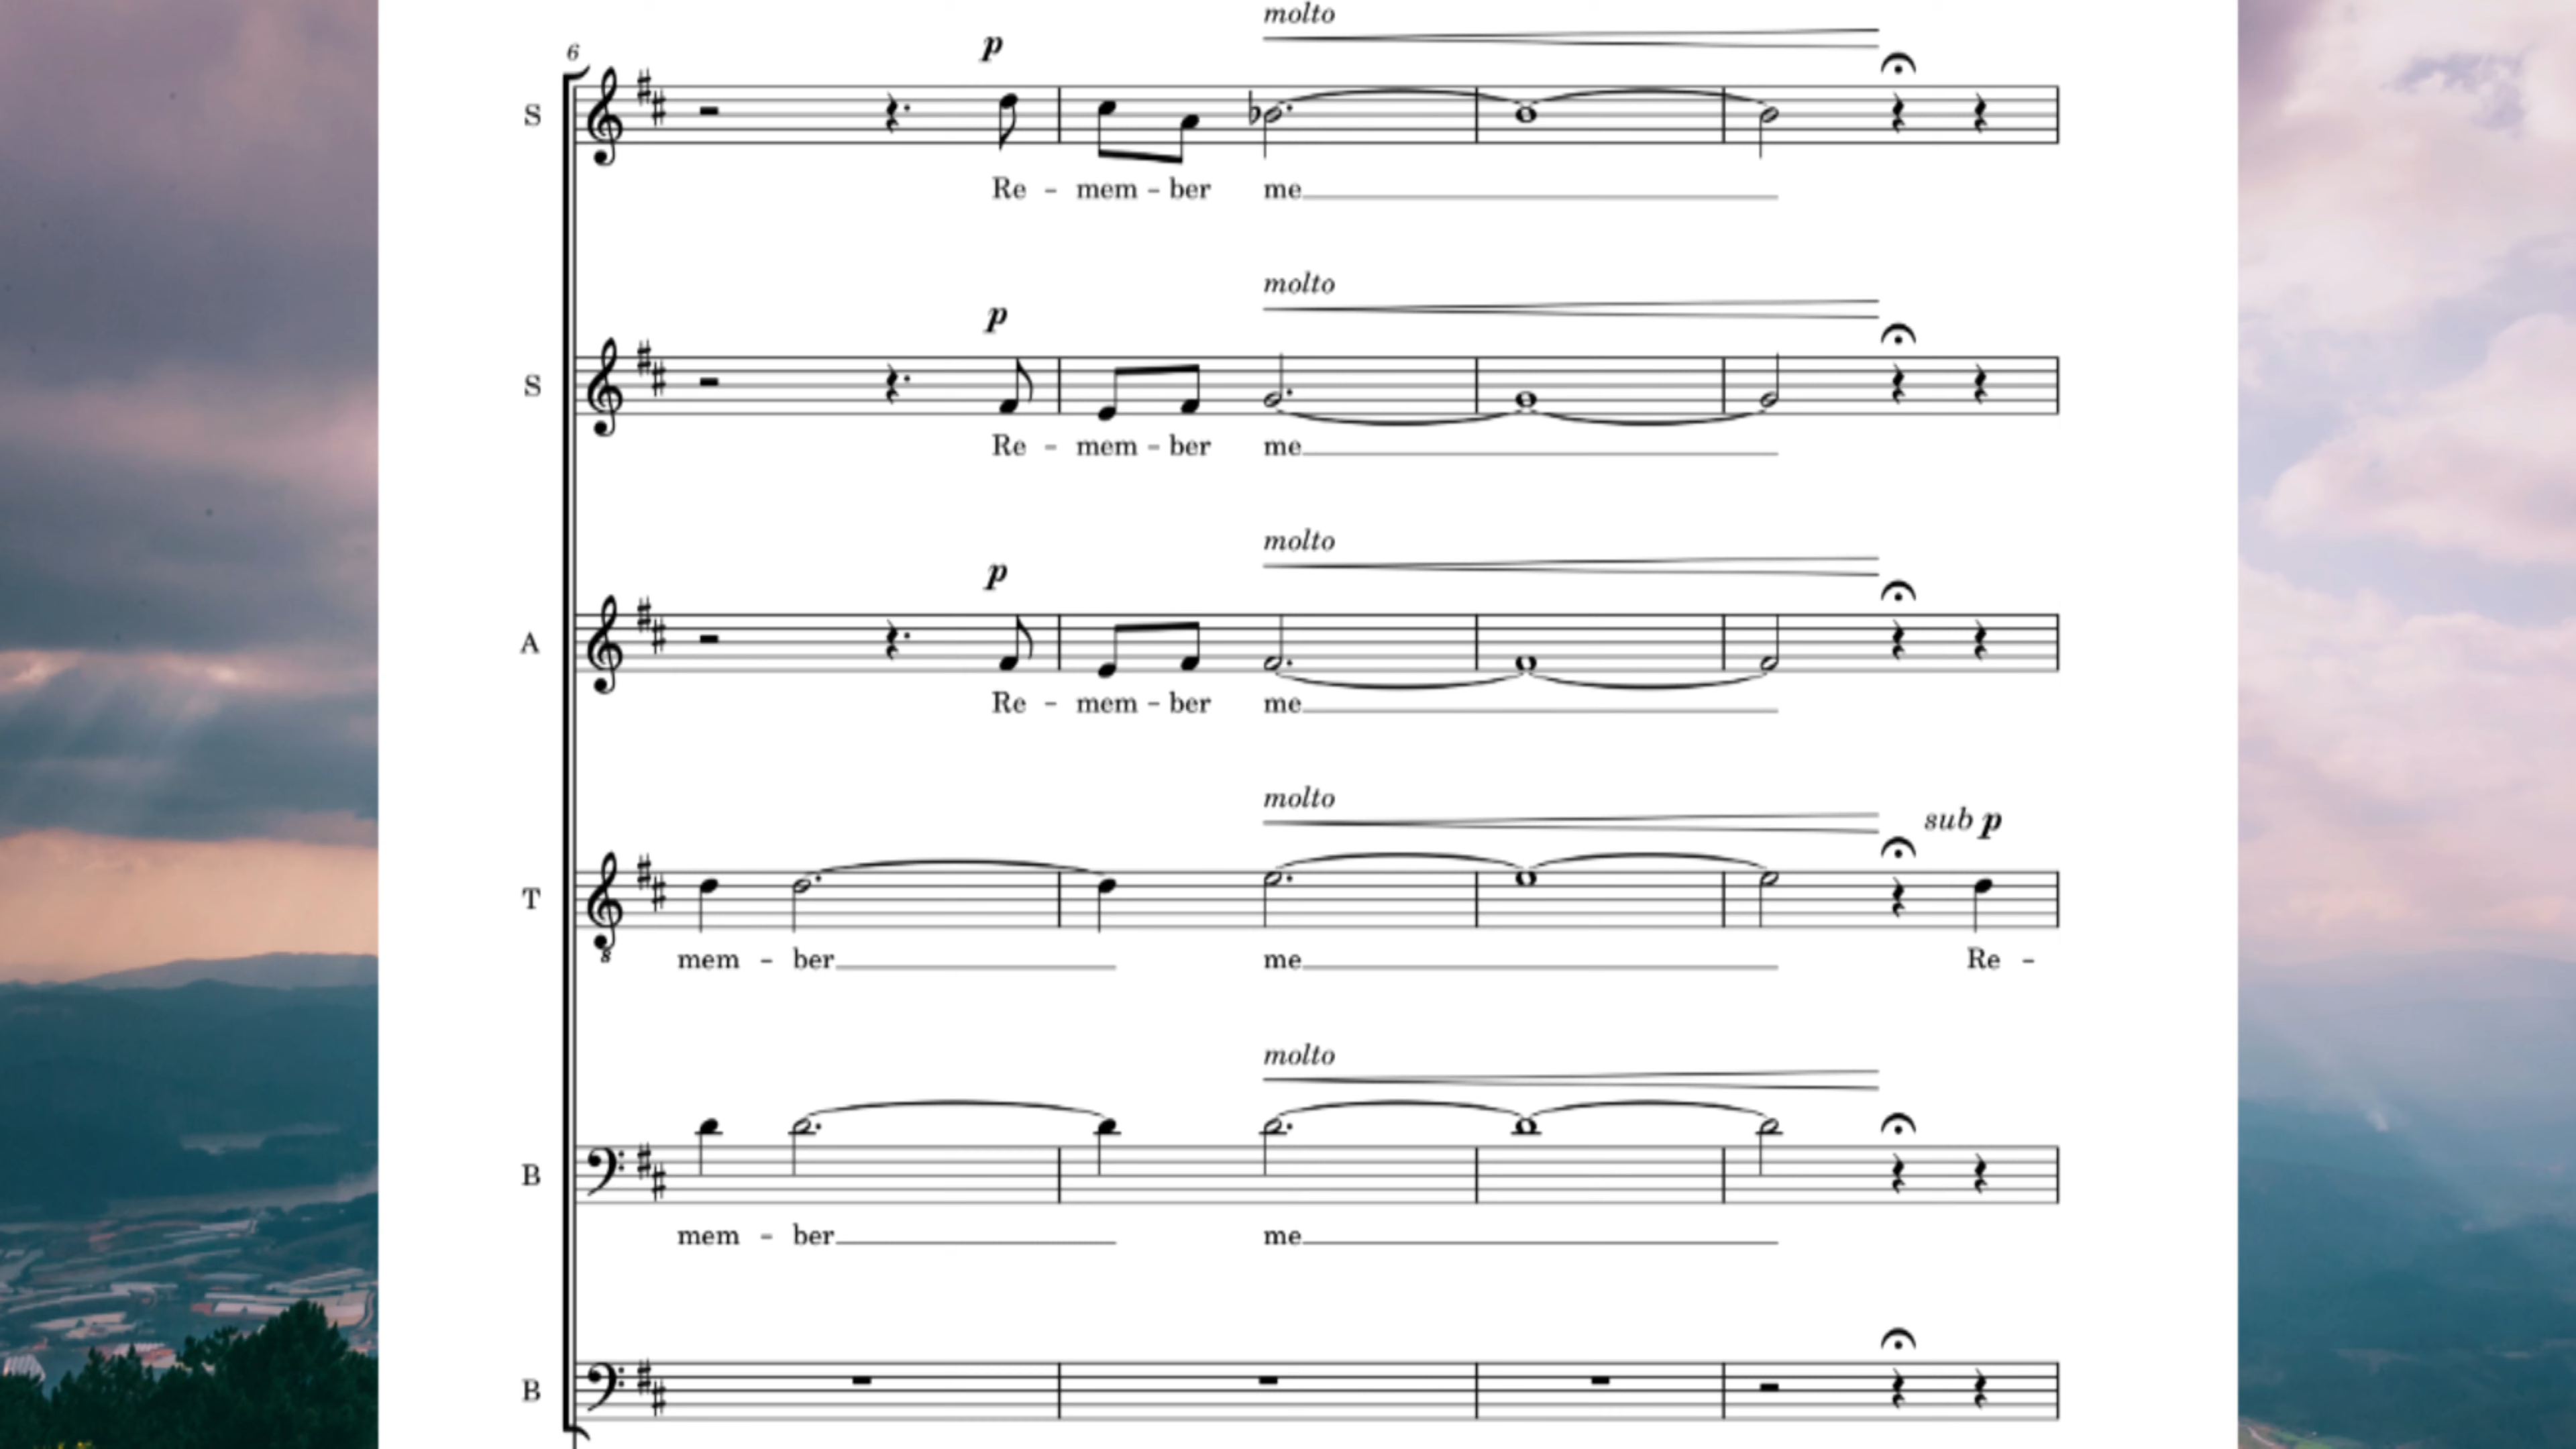 molto
6 p
S
Re - mem - ber me
molto
p
S
Re - mem - ber me
molto
p
A
Re - mem - ber me
molto
sub p
T
8
mem - ber me Re -
molto
B
mem - ber me
B